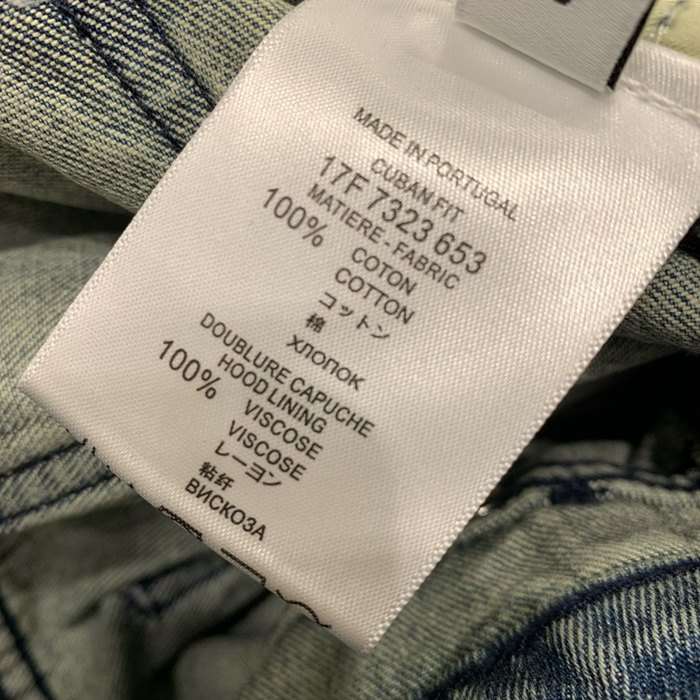 MADE IN PORTUGAL
CUBAN FIT
17F 7323 653
MATIERE - FABRIC
100% COTON
COTTON
コットン
棉
ХЛОПОК
DOUBLURE CAPUCHE
HOOD LINING
100% VISCOSE
VISCOSE
レーヨン
粘纤
ВИСКОЗА